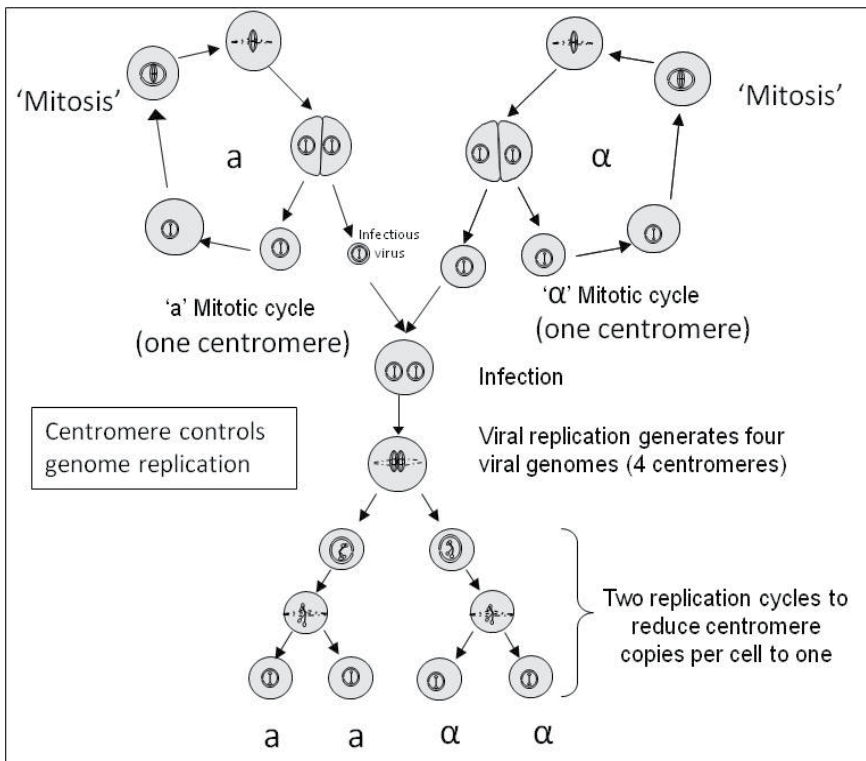 ‘Mitosis’
‘Mitosis’
a
α
Infectious
virus
‘a’ Mitotic cycle
(one centromere)
‘α’ Mitotic cycle
(one centromere)
Infection
Centromere controls
genome replication
Viral replication generates four
viral genomes (4 centromeres)
Two replication cycles to
reduce centromere
copies per cell to one
a
a
α
α